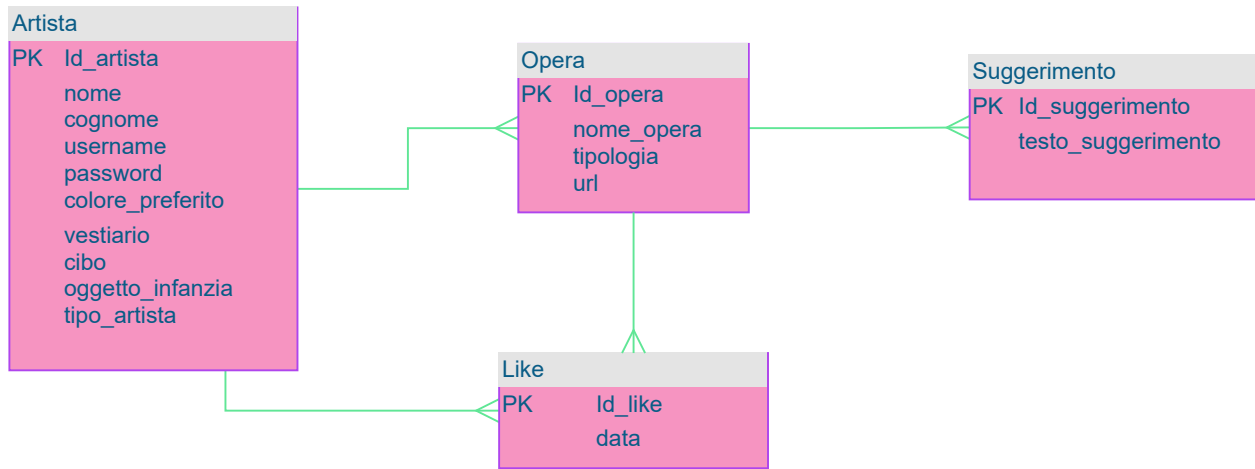 Artista
PK Id_artista
nome
cognome
username
password
colore_preferito
vestiario
cibo
oggetto_infanzia
tipo_artista
Opera
PK Id_opera
nome_opera
tipologia
url
Suggerimento
PK Id_suggerimento
testo_suggerimento
Like
PK Id_like
data